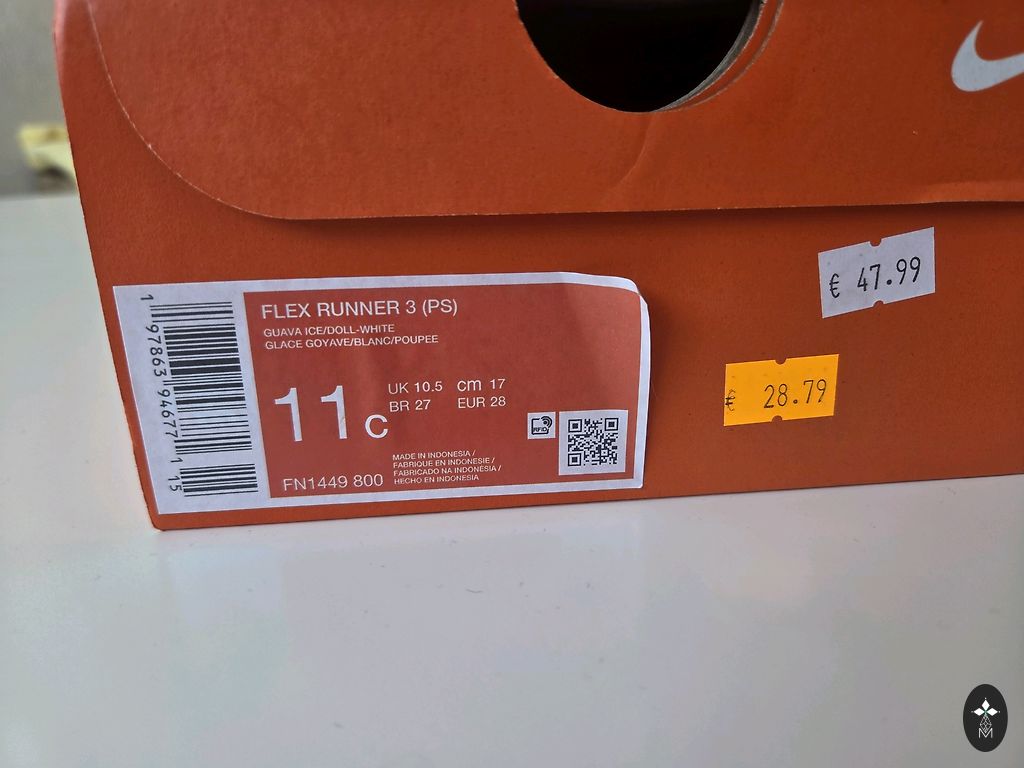 € 47.99
€ 28.79
1 97863 94677 1 15
FLEX RUNNER 3 (PS)
GUAVA ICE/DOLL-WHITE
GLACE GOYAVE/BLANC/POUPEE
11C
UK 10.5 cm 17
BR 27 EUR 28
RFID
MADE IN INDONESIA /
FABRIQUE EN INDONESIE /
FABRICADO NA INDONÉSIA /
HECHO EN INDONESIA
FN1449 800
M